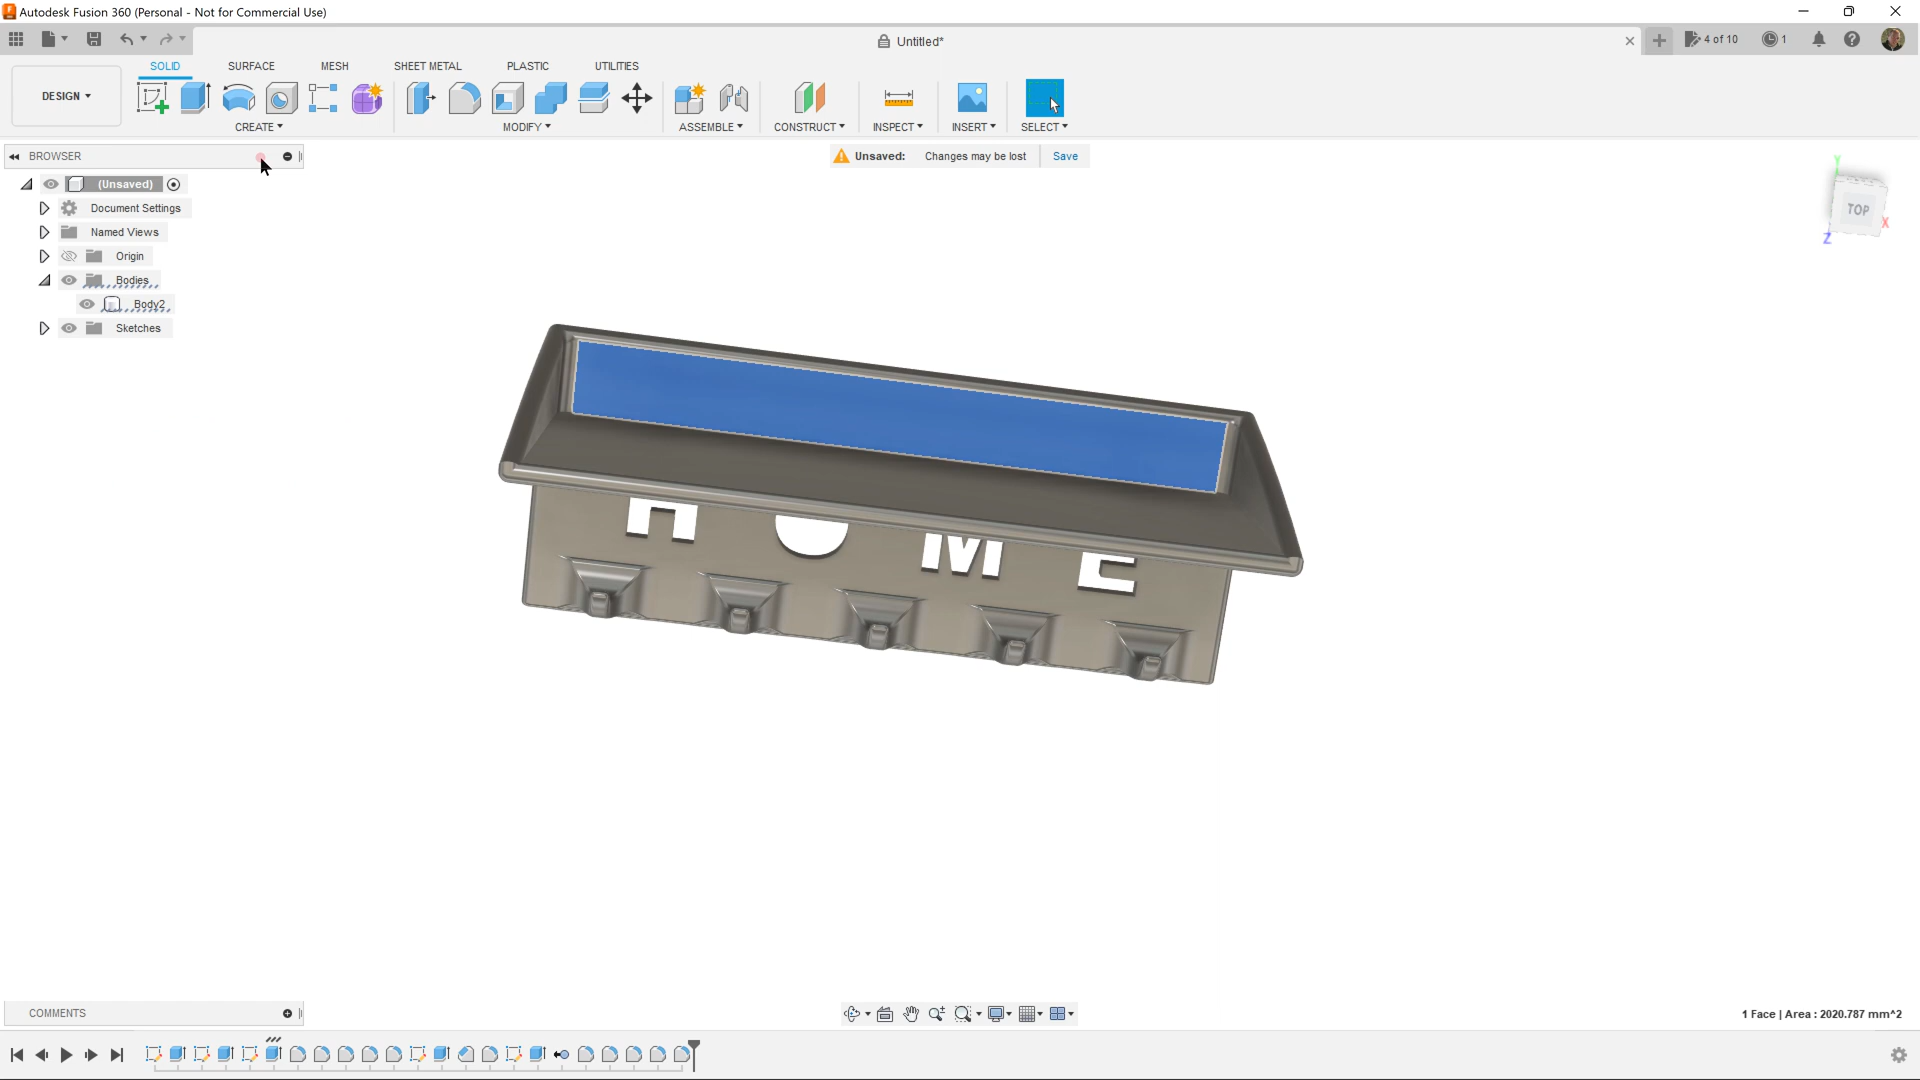 Autodesk Fusion 360 (Personal - Not for Commercial Use)
Untitled*
4 of 10
1
SOLID SURFACE MESH SHEET METAL PLASTIC UTILITIES
DESIGN
CREATE MODIFY ASSEMBLE CONSTRUCT INSPECT INSERT SELECT
BROWSER
Unsaved: Changes may be lost Save
(Unsaved)
Document Settings
Named Views
Origin
Bodies
Body2
Sketches
Y
TOP
X
Z
HOME
COMMENTS
1 Face | Area : 2020.787 mm^2